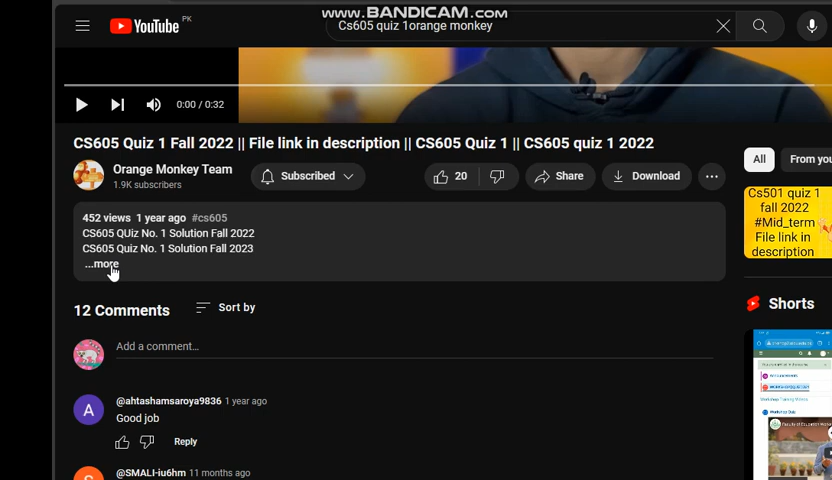 www.BANDICAM.com
YouTube PK
Cs605 quiz 1orange monkey
0:00 / 0:32
CS605 Quiz 1 Fall 2022 || File link in description || CS605 Quiz 1 || CS605 quiz 1 2022
Orange Monkey Team
1.9K subscribers
Subscribed
20
Share
Download
All
From you
452 views 1 year ago #cs605
CS605 QUiz No. 1 Solution Fall 2022
CS605 Quiz No. 1 Solution Fall 2023
...more
Cs501 quiz 1
fall 2022
#Mid_term
File link in
description
12 Comments
Sort by
Shorts
Add a comment...
A
@ahtashamsaroya9836 1 year ago
Good job
Reply
S
@SMALI-iu6hm 11 months ago